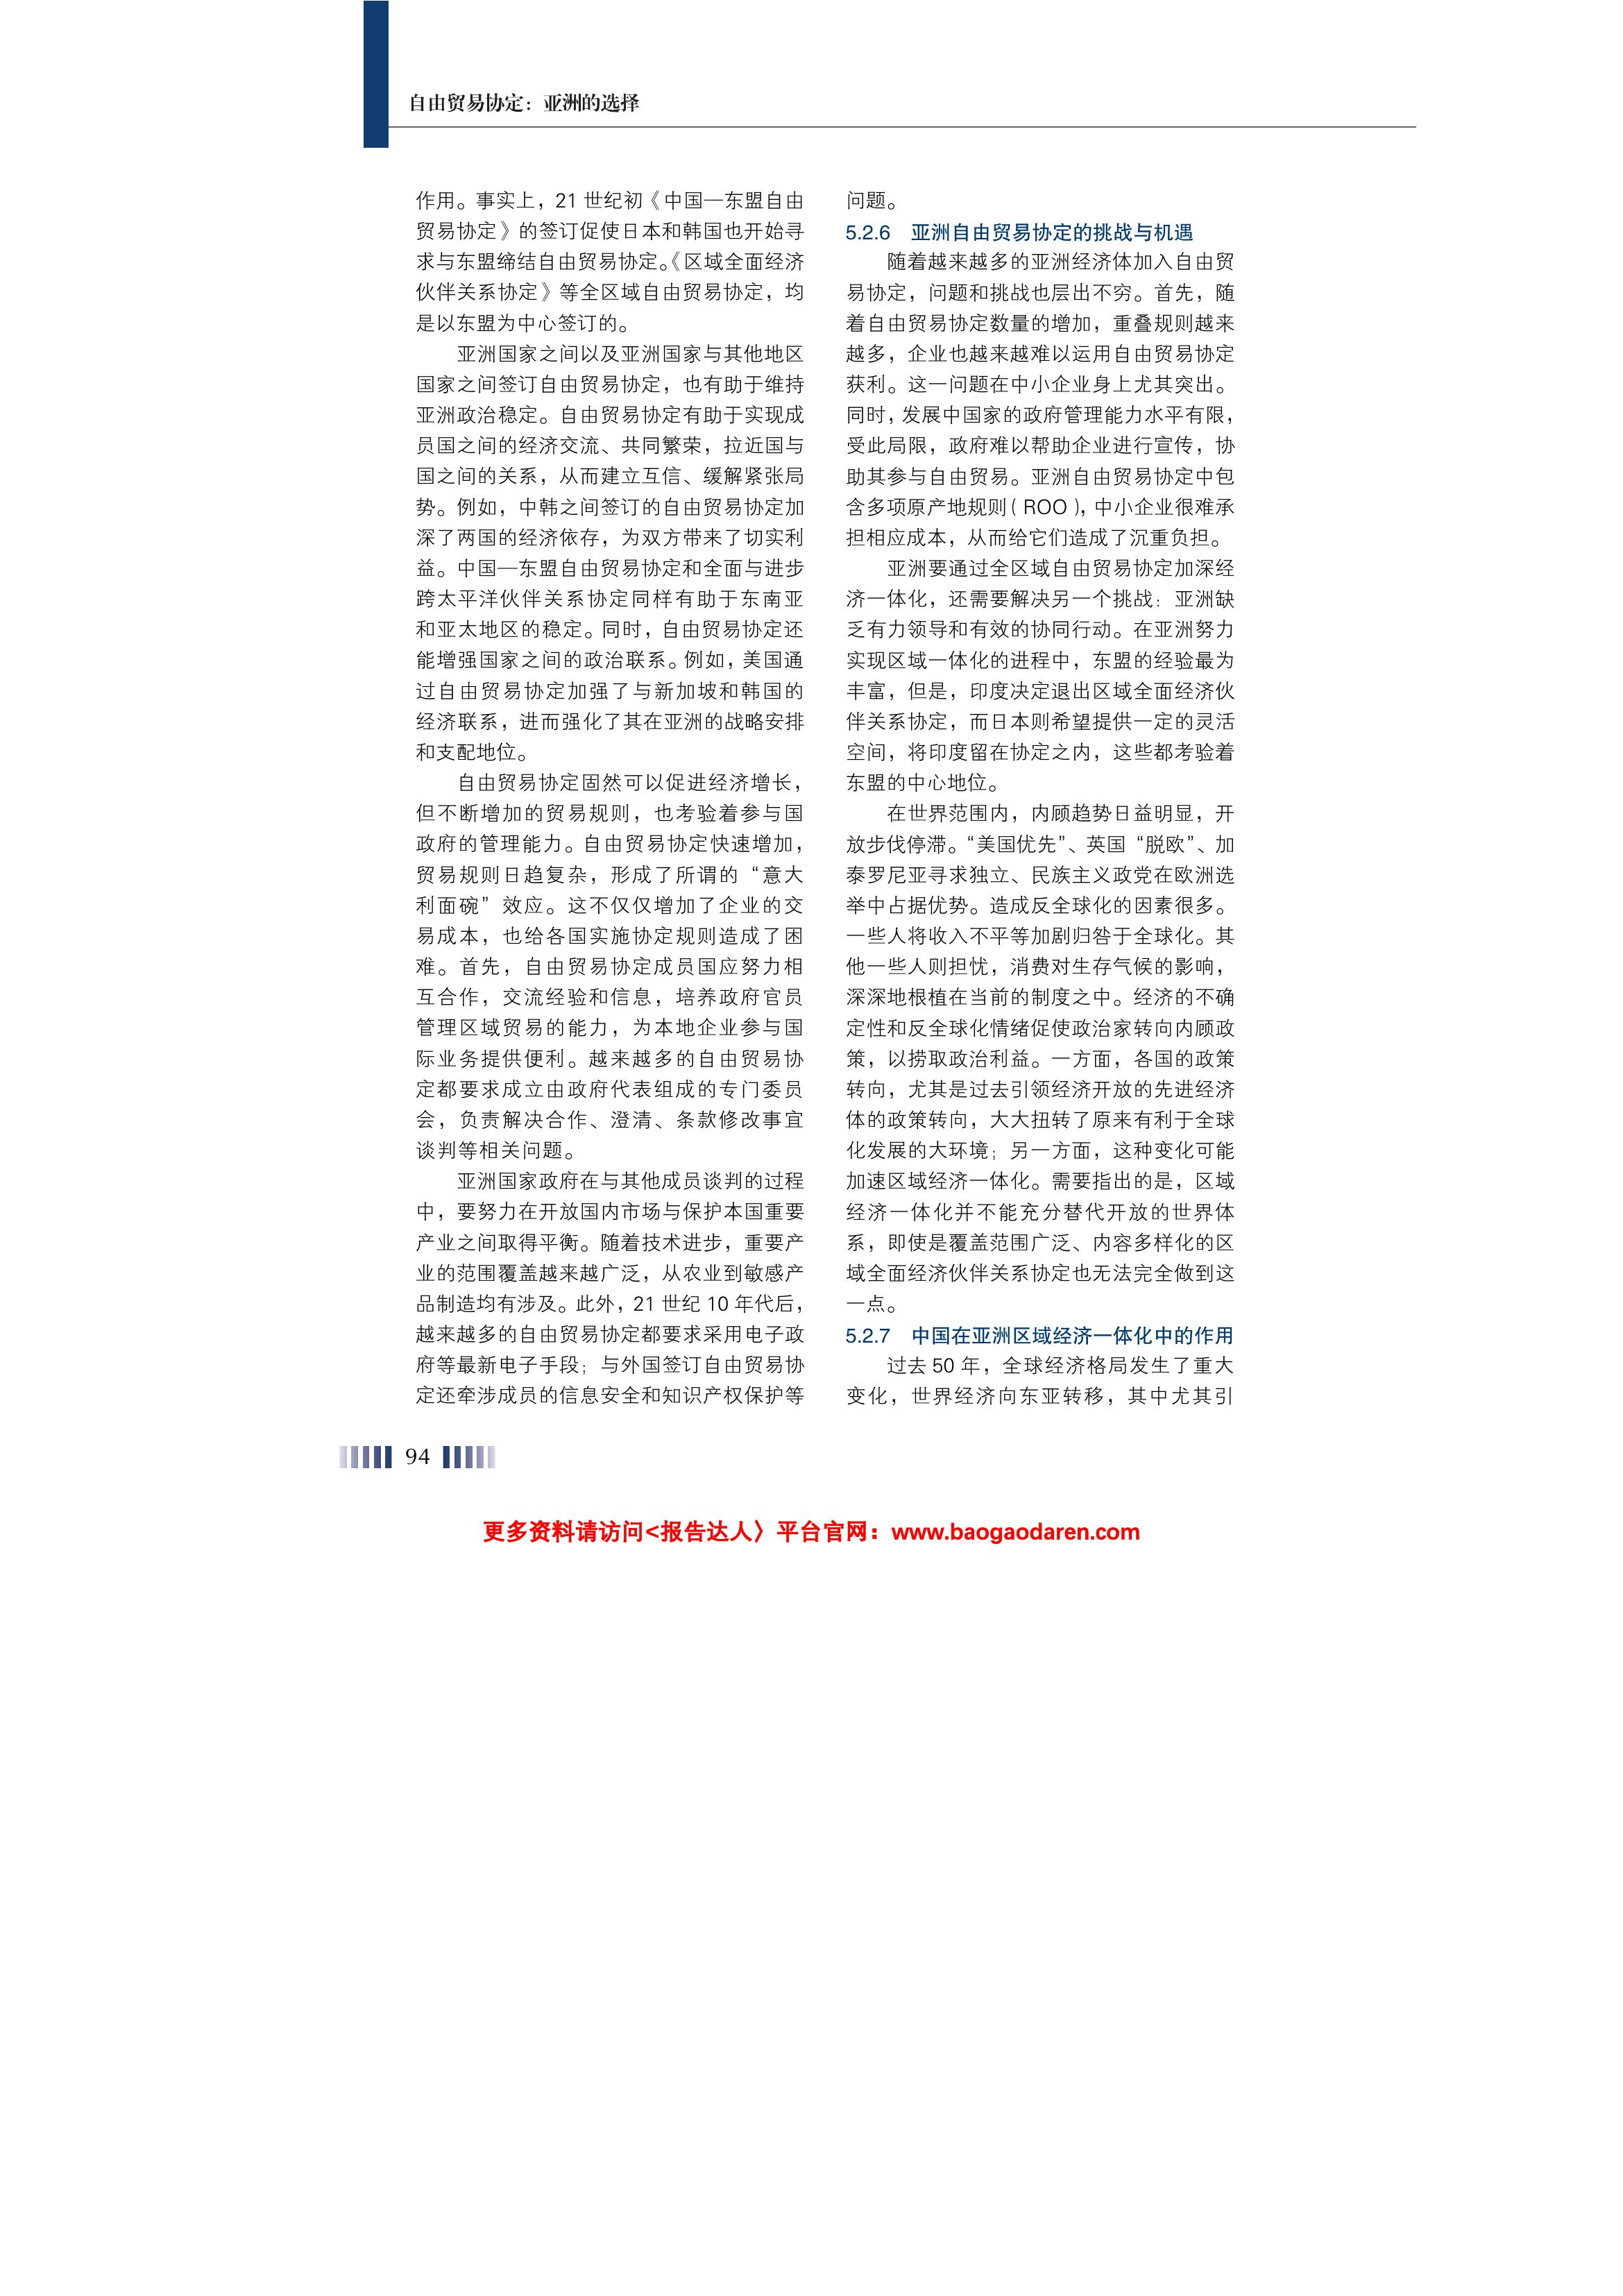 自由贸易协定：亚洲的选择
作用。事实上，21 世纪初《中国—东盟自由
贸易协定》的签订促使日本和韩国也开始寻
求与东盟缔结自由贸易协定。《区域全面经济
伙伴关系协定》等全区域自由贸易协定，均
是以东盟为中心签订的。
亚洲国家之间以及亚洲国家与其他地区
国家之间签订自由贸易协定，也有助于维持
亚洲政治稳定。自由贸易协定有助于实现成
员国之间的经济交流、共同繁荣，拉近国与
国之间的关系，从而建立互信、缓解紧张局
势。例如，中韩之间签订的自由贸易协定加
深了两国的经济依存，为双方带来了切实利
益。中国—东盟自由贸易协定和全面与进步
跨太平洋伙伴关系协定同样有助于东南亚
和亚太地区的稳定。同时，自由贸易协定还
能增强国家之间的政治联系。例如，美国通
过自由贸易协定加强了与新加坡和韩国的
经济联系，进而强化了其在亚洲的战略安排
和支配地位。
自由贸易协定固然可以促进经济增长，
但不断增加的贸易规则，也考验着参与国
政府的管理能力。自由贸易协定快速增加，
贸易规则日趋复杂，形成了所谓的“意大
利面碗”效应。这不仅仅增加了企业的交
易成本，也给各国实施协定规则造成了困
难。首先，自由贸易协定成员国应努力相
互合作，交流经验和信息，培养政府官员
管理区域贸易的能力，为本地企业参与国
际业务提供便利。越来越多的自由贸易协
定都要求成立由政府代表组成的专门委员
会，负责解决合作、澄清、条款修改事宜
谈判等相关问题。
亚洲国家政府在与其他成员谈判的过程
中，要努力在开放国内市场与保护本国重要
产业之间取得平衡。随着技术进步，重要产
业的范围覆盖越来越广泛，从农业到敏感产
品制造均有涉及。此外，21 世纪 10 年代后，
越来越多的自由贸易协定都要求采用电子政
府等最新电子手段；与外国签订自由贸易协
定还牵涉成员的信息安全和知识产权保护等
问题。
5.2.6 亚洲自由贸易协定的挑战与机遇
随着越来越多的亚洲经济体加入自由贸
易协定，问题和挑战也层出不穷。首先，随
着自由贸易协定数量的增加，重叠规则越来
越多，企业也越来越难以运用自由贸易协定
获利。这一问题在中小企业身上尤其突出。
同时，发展中国家的政府管理能力水平有限，
受此局限，政府难以帮助企业进行宣传，协
助其参与自由贸易。亚洲自由贸易协定中包
含多项原产地规则（ROO），中小企业很难承
担相应成本，从而给它们造成了沉重负担。
亚洲要通过全区域自由贸易协定加深经
济一体化，还需要解决另一个挑战：亚洲缺
乏有力领导和有效的协同行动。在亚洲努力
实现区域一体化的进程中，东盟的经验最为
丰富，但是，印度决定退出区域全面经济伙
伴关系协定，而日本则希望提供一定的灵活
空间，将印度留在协定之内，这些都考验着
东盟的中心地位。
在世界范围内，内顾趋势日益明显，开
放步伐停滞。“美国优先”、英国“脱欧”、加
泰罗尼亚寻求独立、民族主义政党在欧洲选
举中占据优势。造成反全球化的因素很多。
一些人将收入不平等加剧归咎于全球化。其
他一些人则担忧，消费对生存气候的影响，
深深地根植在当前的制度之中。经济的不确
定性和反全球化情绪促使政治家转向内顾政
策，以捞取政治利益。一方面，各国的政策
转向，尤其是过去引领经济开放的先进经济
体的政策转向，大大扭转了原来有利于全球
化发展的大环境；另一方面，这种变化可能
加速区域经济一体化。需要指出的是，区域
经济一体化并不能充分替代开放的世界体
系，即使是覆盖范围广泛、内容多样化的区
域全面经济伙伴关系协定也无法完全做到这
一点。
5.2.7 中国在亚洲区域经济一体化中的作用
过去 50 年，全球经济格局发生了重大
变化，世界经济向东亚转移，其中尤其引
94
更多资料请访问<报告达人〉平台官网：www.baogaodaren.com